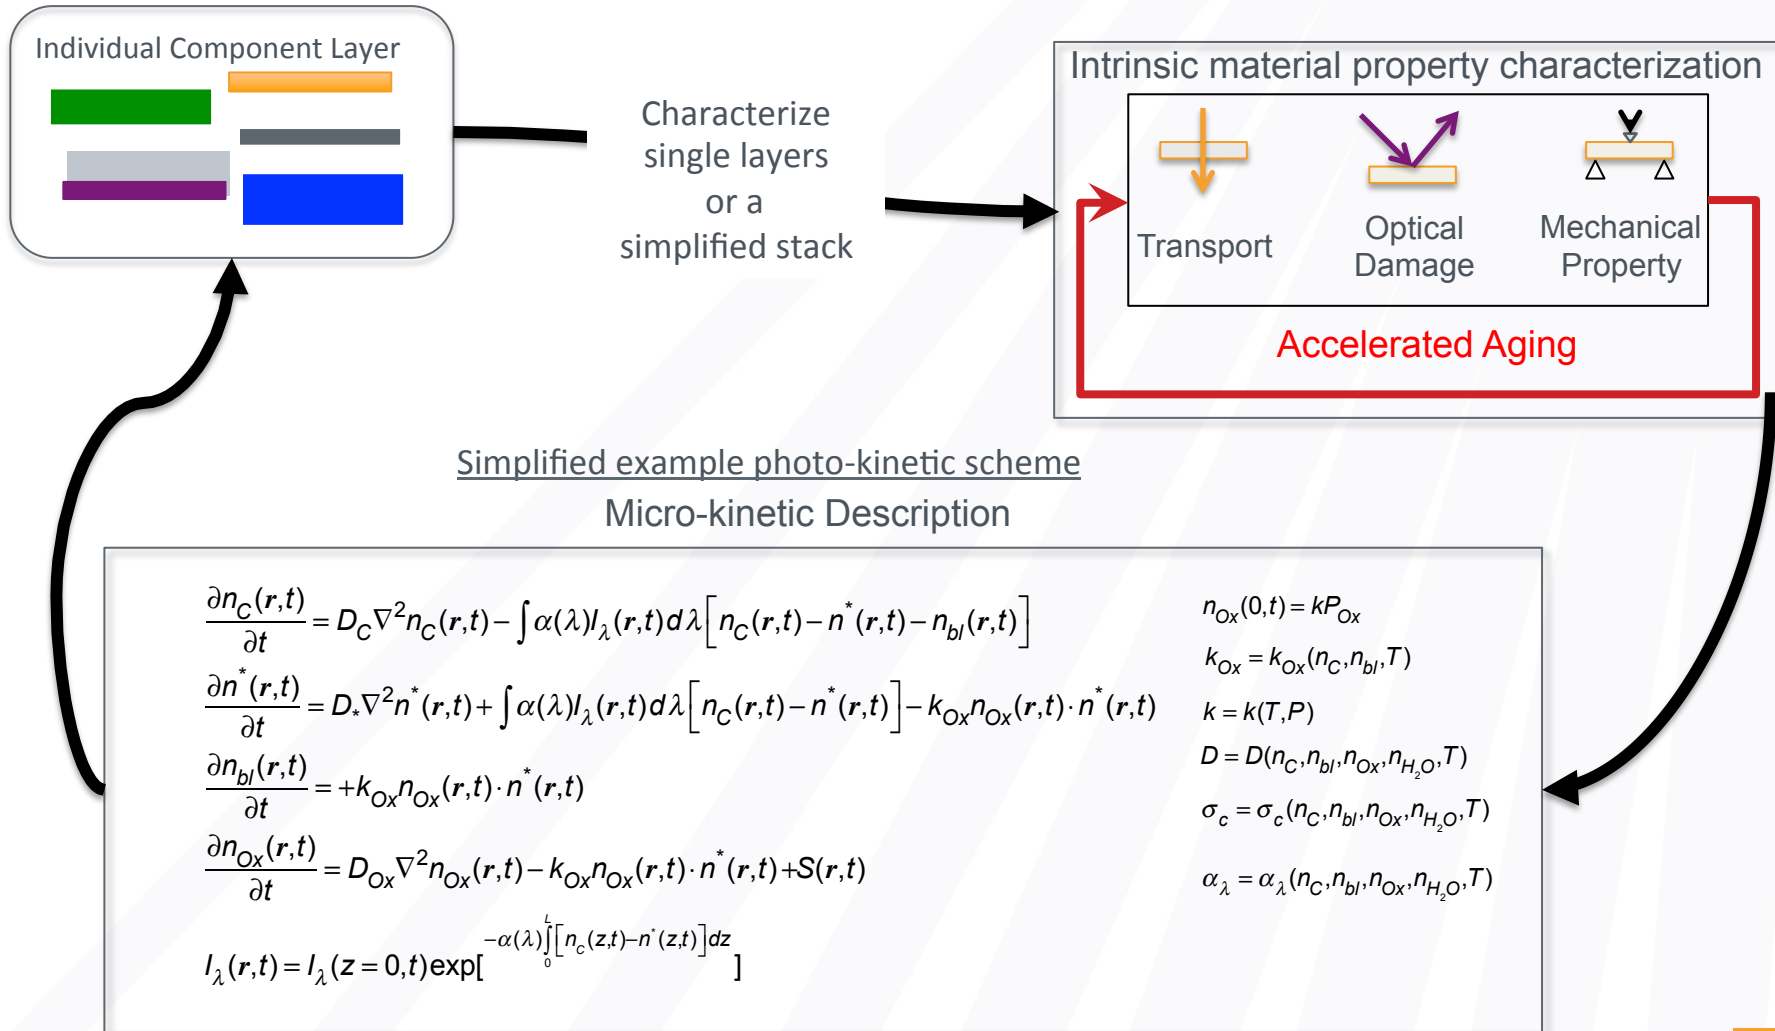 Individual Component Layer
Characterize
single layers
or a
simplified stack
Intrinsic material property characterization
Transport
Optical
Damage
Mechanical
Property
Accelerated Aging
Simplified example photo-kinetic scheme
Micro-kinetic Description
∂n_C(r,t)/∂t = D_C∇²n_C(r,t) − ∫α(λ)I_λ(r,t)dλ[n_C(r,t) − n*(r,t) − n_bl(r,t)]
∂n*(r,t)/∂t = D_*∇²n*(r,t) + ∫α(λ)I_λ(r,t)dλ[n_C(r,t) − n*(r,t)] − k_Ox n_Ox(r,t)·n*(r,t)
∂n_bl(r,t)/∂t = +k_Ox n_Ox(r,t)·n*(r,t)
∂n_Ox(r,t)/∂t = D_Ox∇²n_Ox(r,t) − k_Ox n_Ox(r,t)·n*(r,t)+S(r,t)
I_λ(r,t) = I_λ(z=0,t)exp[^{−α(λ)∫_0^L[n_c(z,t)−n*(z,t)]dz}]
n_Ox(0,t) = kP_Ox
k_Ox = k_Ox(n_C,n_bl,T)
k = k(T,P)
D = D(n_C,n_bl,n_Ox,n_H₂O,T)
σ_c = σ_c(n_C,n_bl,n_Ox,n_H₂O,T)
α_λ = α_λ(n_C,n_bl,n_Ox,n_H₂O,T)